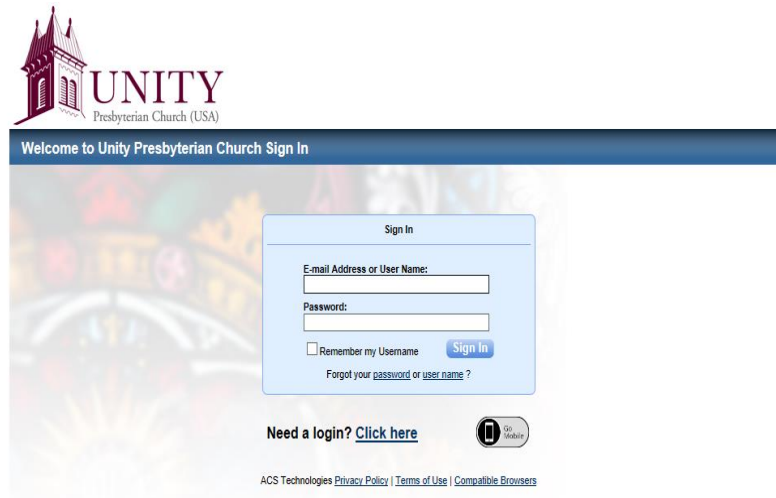 UNITY
Presbyterian Church (USA)
Welcome to Unity Presbyterian Church Sign In
Sign In
E-mail Address or User Name:
Password:
Remember my Username
Sign In
Forgot your password or user name ?
Need a login? Click here
Go
Mobile
ACS Technologies Privacy Policy | Terms of Use | Compatible Browsers